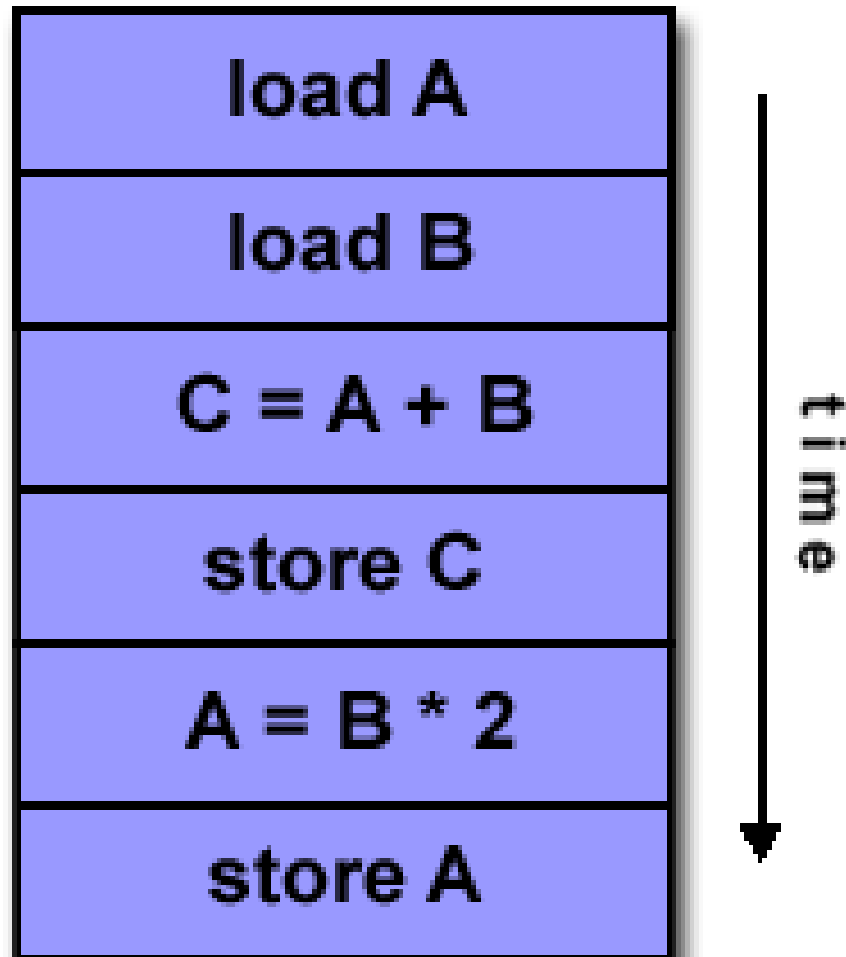 load A
load B
C = A + B
store C
A = B * 2
store A
time